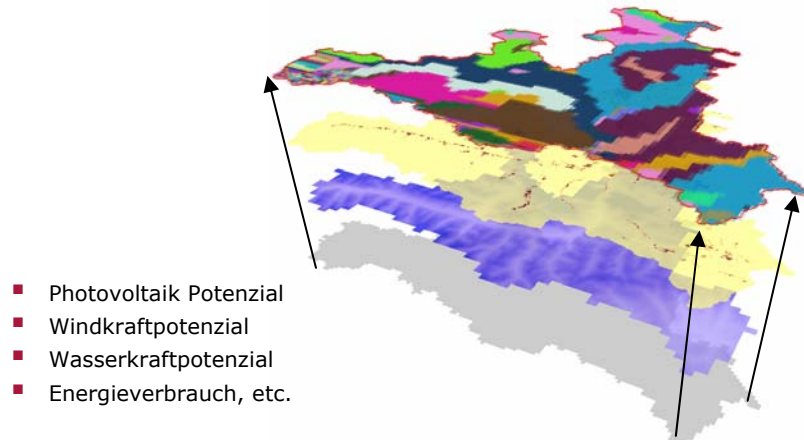 Photovoltaik Potenzial
Windkraftpotenzial
Wasserkraftpotenzial
Energieverbrauch, etc.